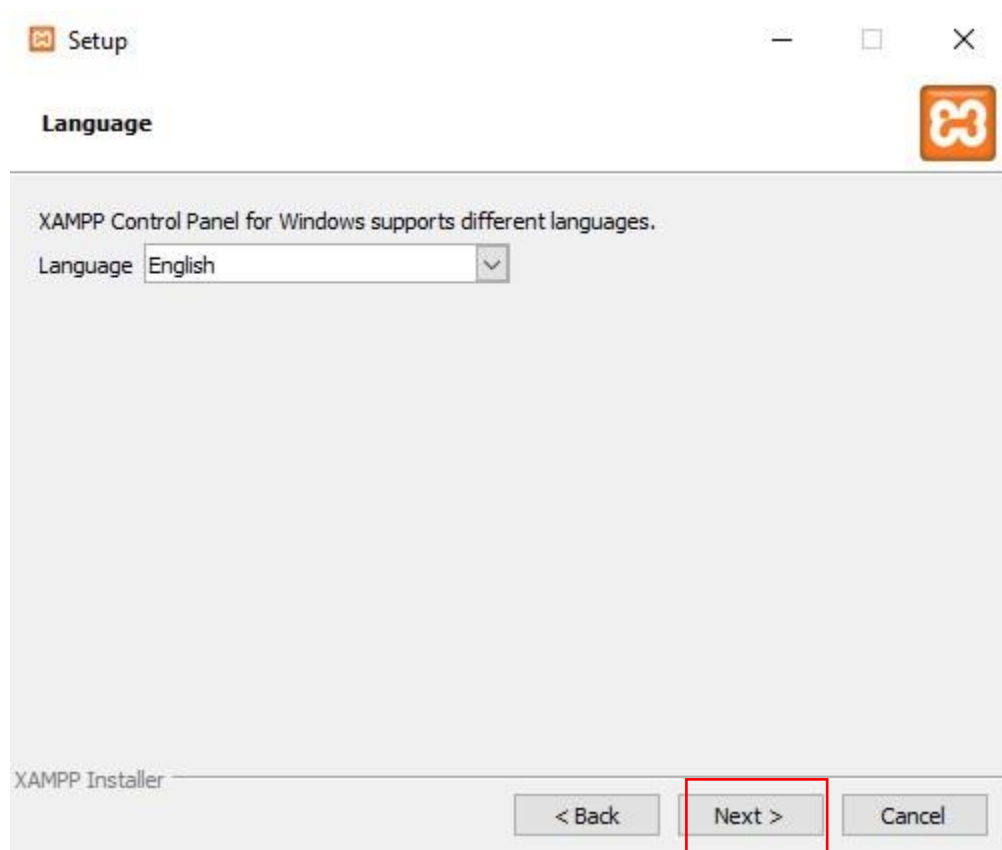 Setup
Language
XAMPP Control Panel for Windows supports different languages.
Language English
XAMPP Installer
< Back Next > Cancel